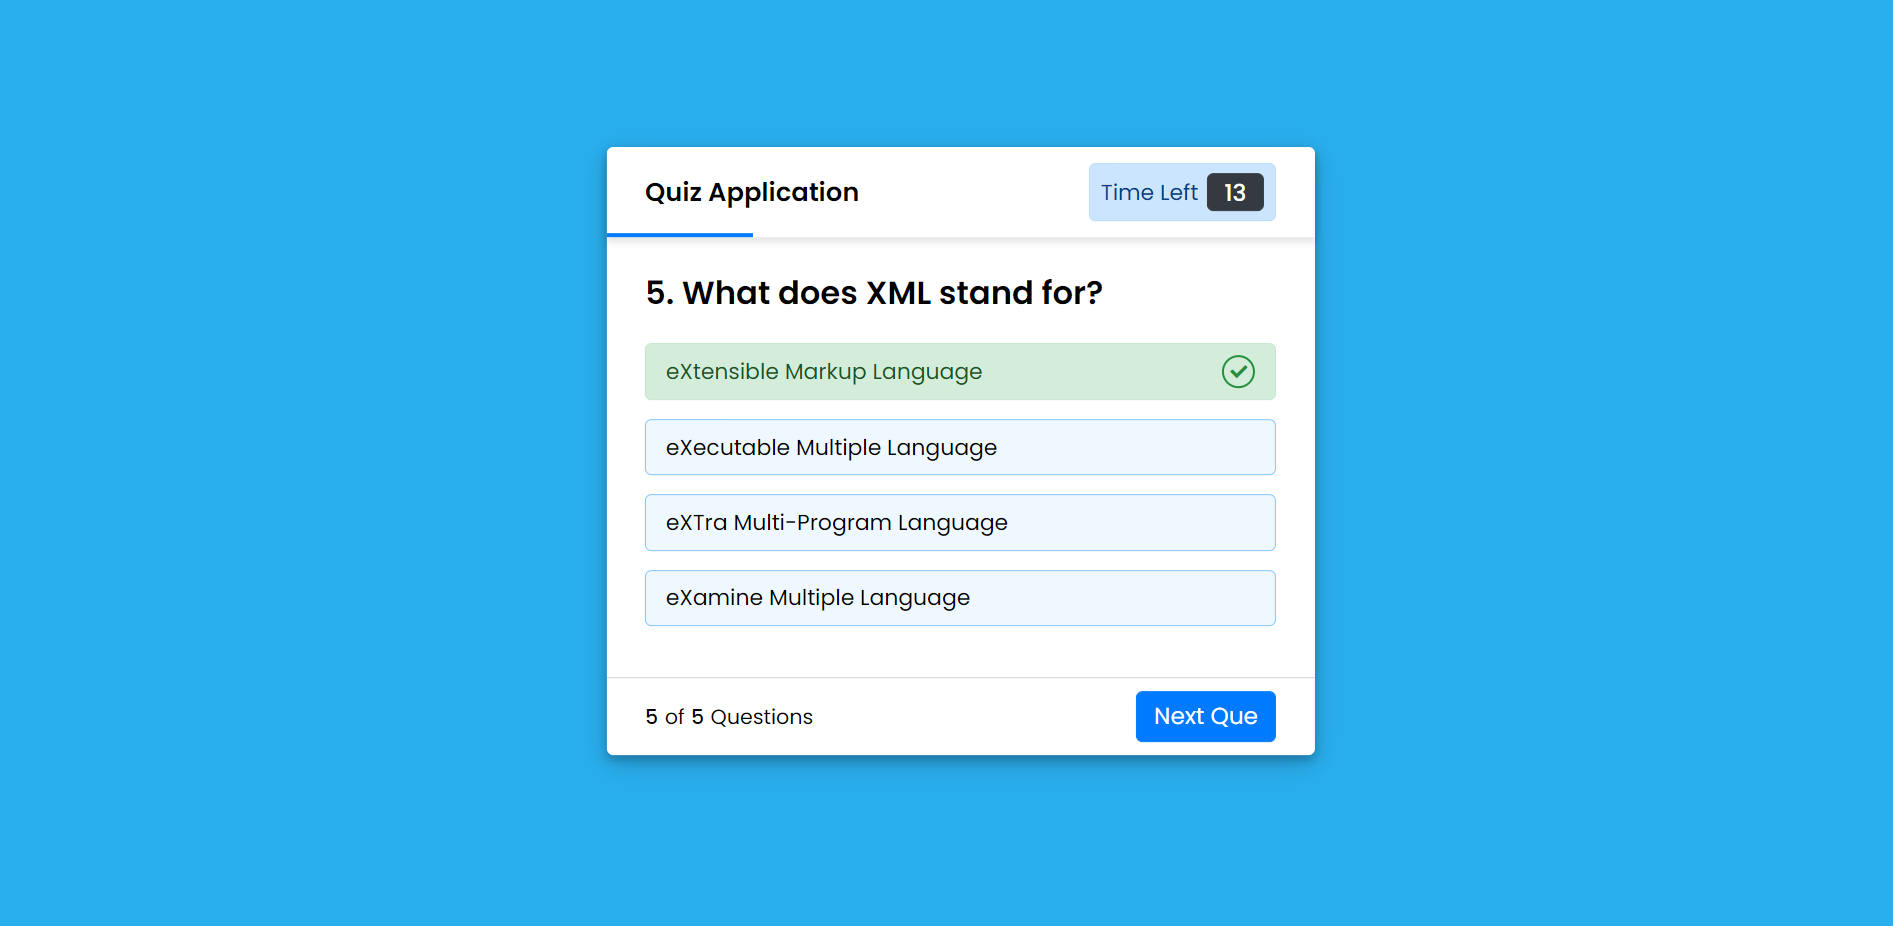 Quiz Application
Time Left 13
5. What does XML stand for?
eXtensible Markup Language
eXecutable Multiple Language
eXTra Multi-Program Language
eXamine Multiple Language
5 of 5 Questions
Next Que